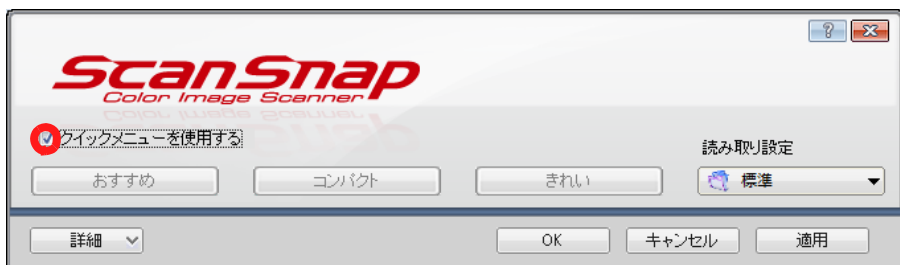 ?
ScanSnap
Color Image Scanner
クイックメニューを使用する
読み取り設定
おすすめ
コンパクト
きれい
標準
詳細
OK
キャンセル
適用